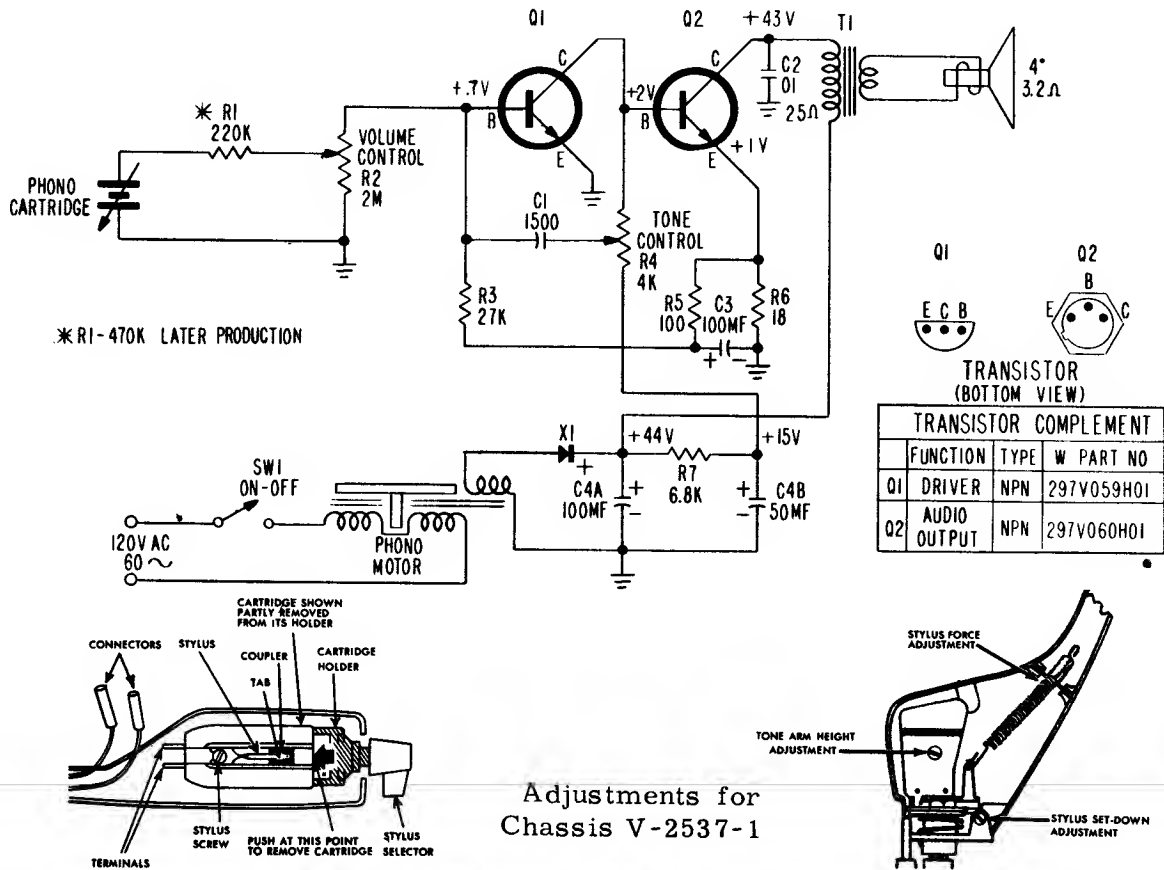 Q1
Q2
+43V
T1
C
C
C2
01
+.7V
+2V
B
B
25Ω
4"
3.2Ω
✳ R1
220K
VOLUME
CONTROL
R2
2M
E
E
+1V
PHONO
CARTRIDGE
C1
1500
TONE
CONTROL
R4
4K
R3
27K
R5
100
C3
100MF
R6
18
+
-
✳R1-470K LATER PRODUCTION
Q1
Q2
B
E C B
E
C
TRANSISTOR
(BOTTOM VIEW)
TRANSISTOR COMPLEMENT
FUNCTION TYPE W PART NO
Q1 DRIVER NPN 297V059H01
Q2 AUDIO OUTPUT NPN 297V060H01
X1
+
+44V
R7
6.8K
+15V
SW1
ON-OFF
C4A
100MF
+
-
+
-
C4B
50MF
120V AC
60 ~
PHONO
MOTOR
CARTRIDGE SHOWN
PARTLY REMOVED
FROM ITS HOLDER
CONNECTORS
STYLUS
COUPLER
TAB
CARTRIDGE
HOLDER
TERMINALS
STYLUS
SCREW
PUSH AT THIS POINT
TO REMOVE CARTRIDGE
STYLUS
SELECTOR
Adjustments for
Chassis V-2537-1
STYLUS FORCE
ADJUSTMENT
TONE ARM HEIGHT
ADJUSTMENT
STYLUS SET-DOWN
ADJUSTMENT